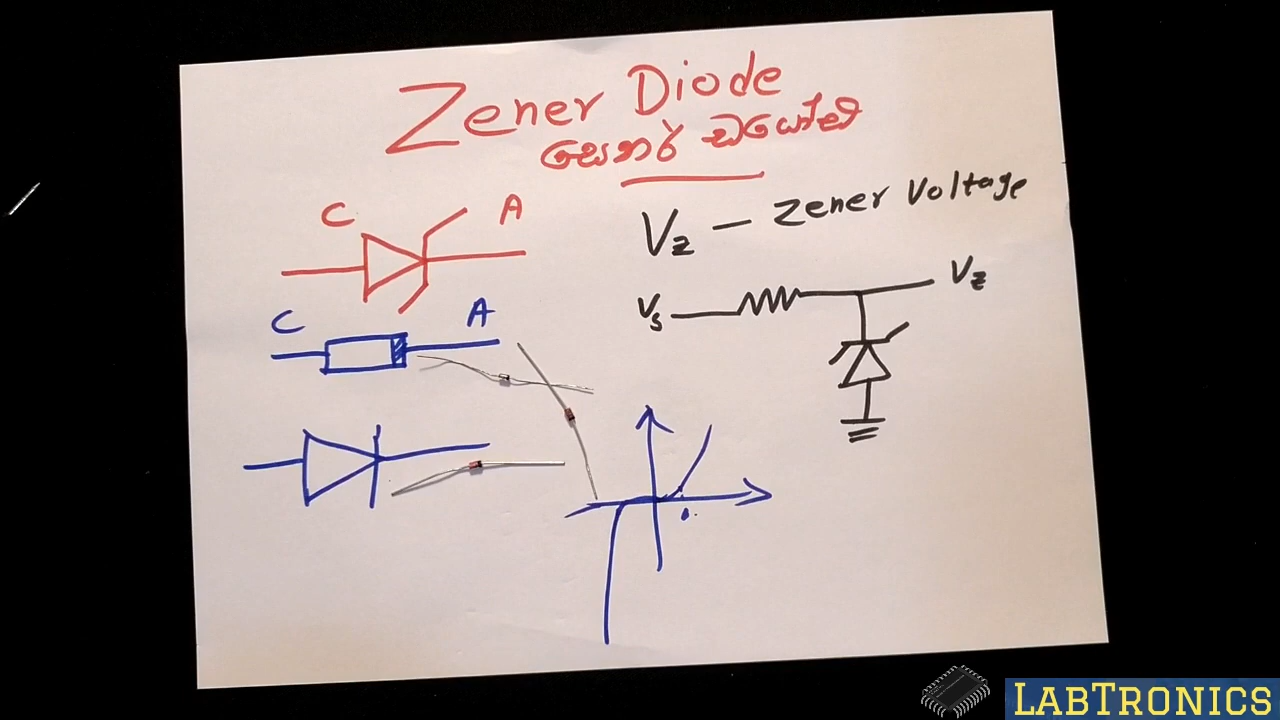 Zener Diode
සෙනර් ඩයෝඩ්
C A
Vz — Zener Voltage
C A
Vs Vz
LABTRONICS